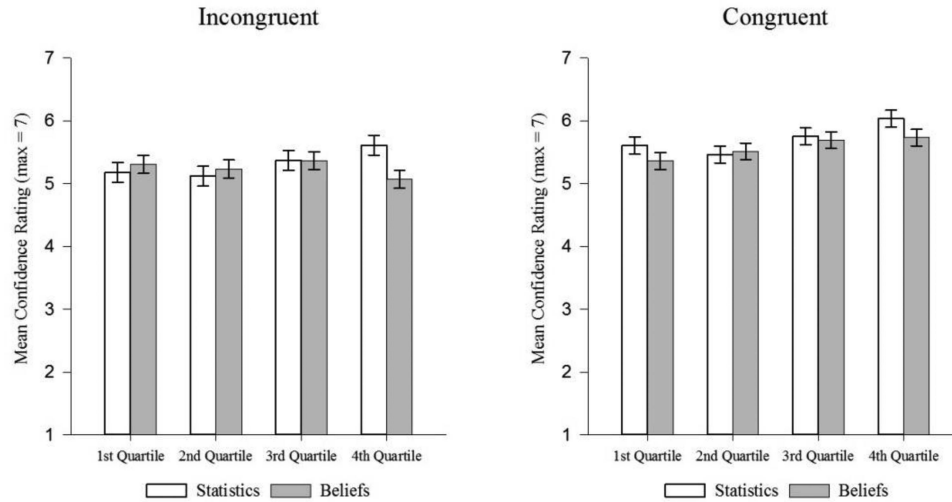 Incongruent
Mean Confidence Rating (max = 7)
7
6
5
4
3
2
1
1st Quartile 2nd Quartile 3rd Quartile 4th Quartile
Statistics Beliefs
Congruent
Mean Confidence Rating (max = 7)
7
6
5
4
3
2
1
1st Quartile 2nd Quartile 3rd Quartile 4th Quartile
Statistics Beliefs